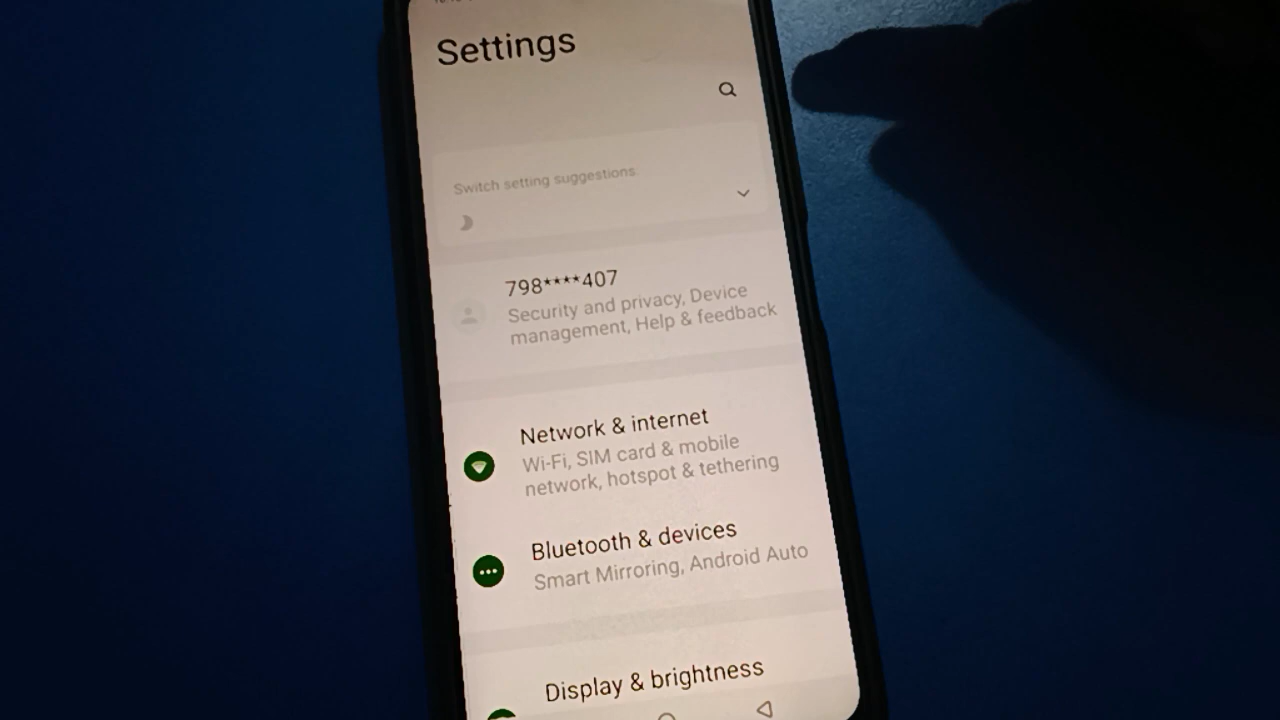 Settings
Switch setting suggestions
798****407
Security and privacy, Device
management, Help & feedback
Network & internet
Wi-Fi, SIM card & mobile
network, hotspot & tethering
Bluetooth & devices
Smart Mirroring, Android Auto
Display & brightness